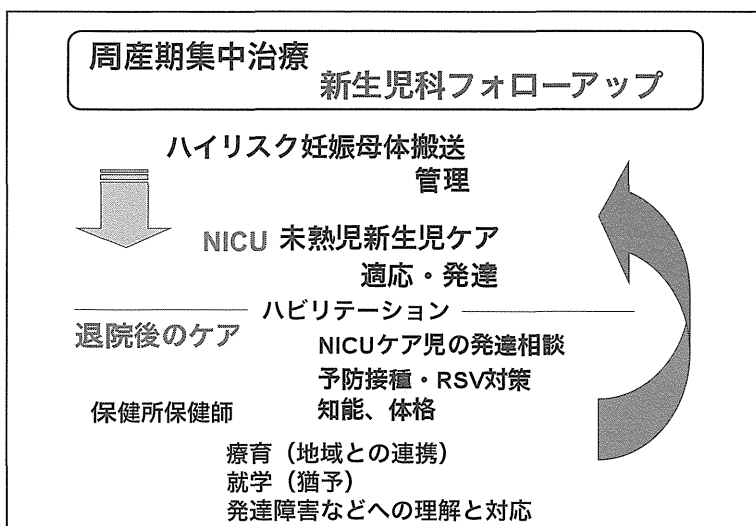 周産期集中治療
新生児科フォローアップ
ハイリスク妊娠母体搬送
管理
NICU 未熟児新生児ケア
適応・発達
ハビリテーション
退院後のケア
NICUケア児の発達相談
予防接種・RSV対策
保健所保健師 知能、体格
療育（地域との連携）
就学（猶予）
発達障害などへの理解と対応